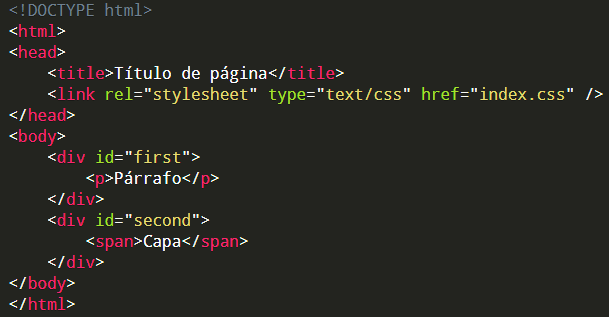 <!DOCTYPE html>
<html>
<head>
    <title>Título de página</title>
    <link rel="stylesheet" type="text/css" href="index.css" />
</head>
<body>
    <div id="first">
        <p>Párrafo</p>
    </div>
    <div id="second">
        <span>Capa</span>
    </div>
</body>
</html>